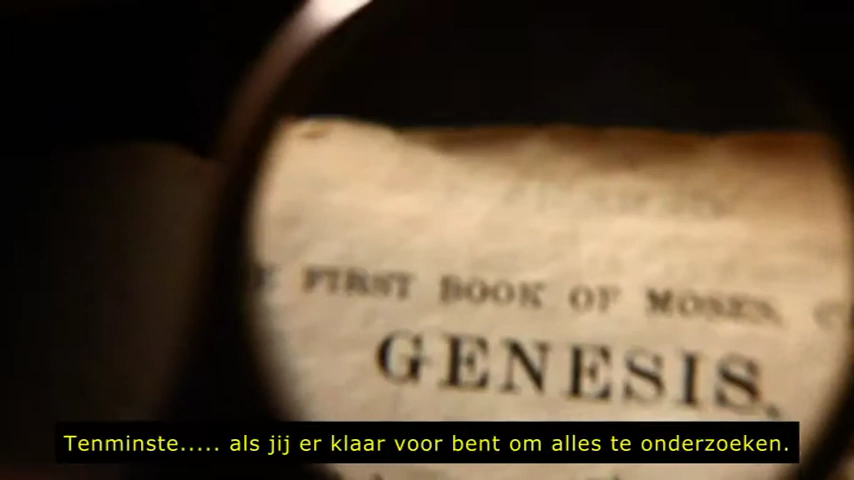 FIRST BOOK OF MOSES, C
GENESIS.
Tenminste..... als jij er klaar voor bent om alles te onderzoeken.